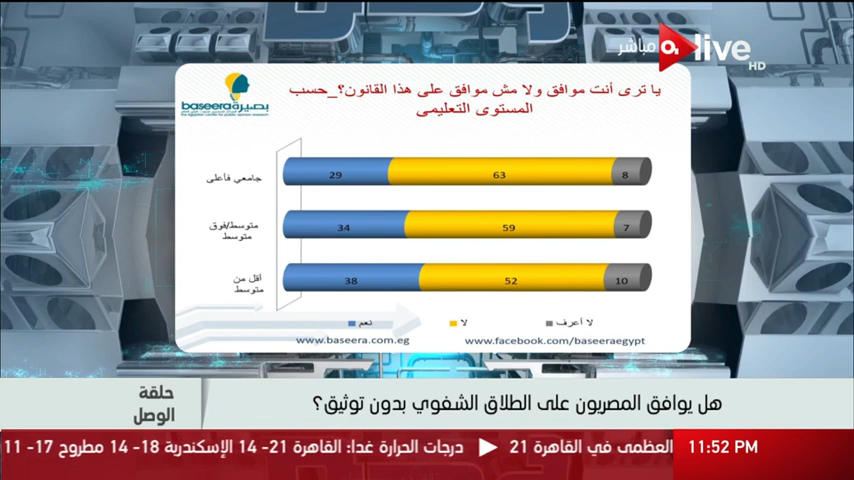 مباشر ON live
HD
baseera بصيرة
يا ترى أنت موافق ولا مش موافق على هذا القانون؟_حسب
المستوى التعليمى
جامعي فأعلى
29 63 8
متوسط/فوق
متوسط
34 59 7
أقل من
متوسط
38 52 10
نعم لا لا أعرف
www.baseera.com.eg www.facebook.com/baseeraegypt
حلقة
الوصل
هل يوافق المصريون على الطلاق الشفوي بدون توثيق؟
11:52 PM
العظمى في القاهرة 21 درجات الحرارة غدا: القاهرة 21- 14 الإسكندرية 18- 14 مطروح 17- 11